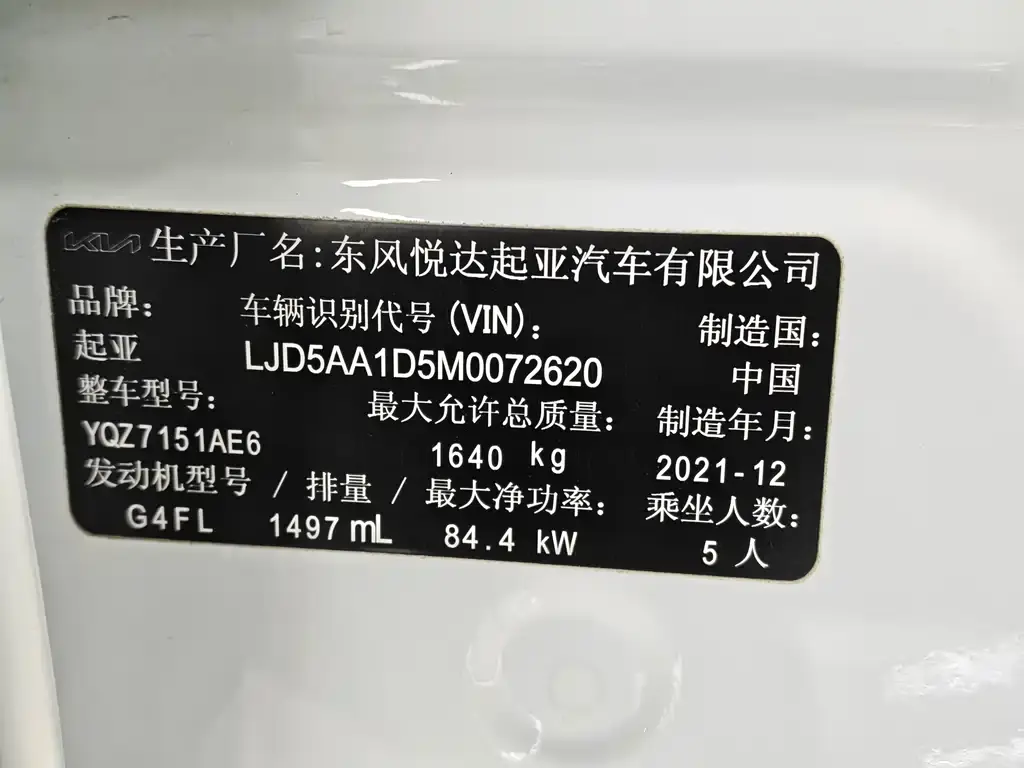 KIA 生产厂名:东风悦达起亚汽车有限公司
品牌: 车辆识别代号(VIN): 制造国:
起亚 LJD5AA1D5M0072620 中国
整车型号: 最大允许总质量: 制造年月:
YQZ7151AE6 1640 kg 2021-12
发动机型号 / 排量 / 最大净功率: 乘坐人数:
G4FL 1497 mL 84.4 kW 5 人